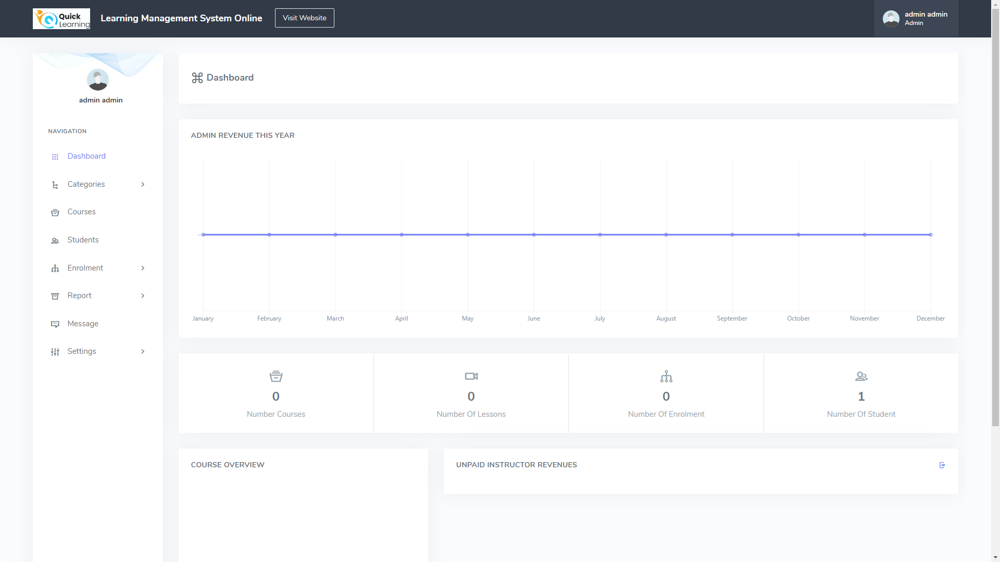 Quick
Learning
Learning Management System Online
Visit Website
admin admin
Admin
admin admin
NAVIGATION
Dashboard
Categories
Courses
Students
Enrolment
Report
Message
Settings
Dashboard
ADMIN REVENUE THIS YEAR
January February March April May June July August September October November December
0 0 0 1
Number Courses Number Of Lessons Number Of Enrolment Number Of Student
COURSE OVERVIEW
UNPAID INSTRUCTOR REVENUES